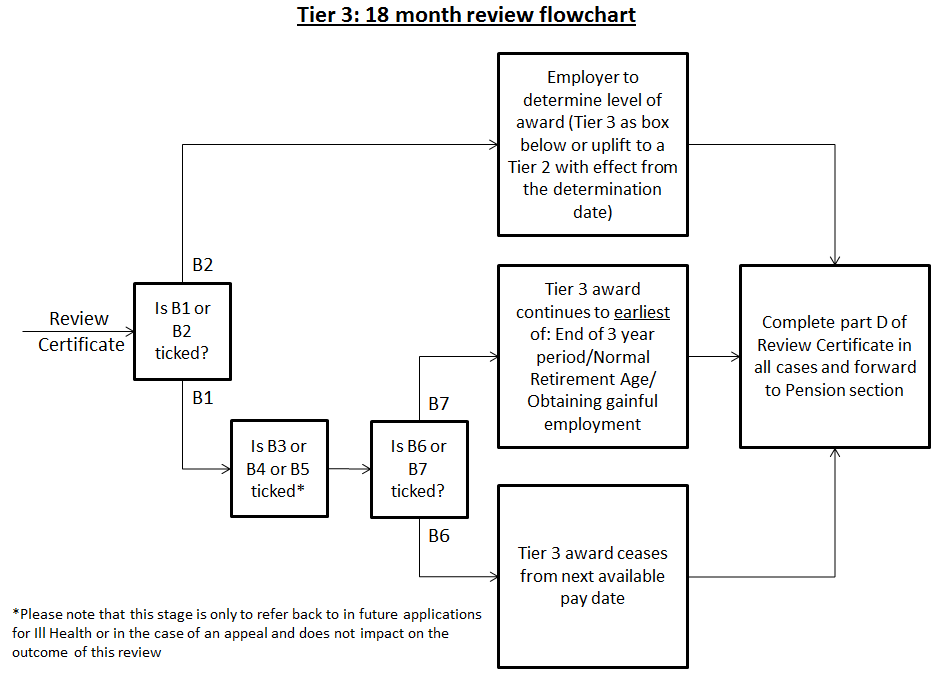 Tier 3: 18 month review flowchart
Employer to
determine level of
award (Tier 3 as box
below or uplift to a
Tier 2 with effect from
the determination
date)
B2
Review
Certificate
Is B1 or
B2
ticked?
B1
Tier 3 award
continues to earliest
of: End of 3 year
period/Normal
Retirement Age/
Obtaining gainful
employment
Complete part D of
Review Certificate in
all cases and forward
to Pension section
B7
Is B3 or
B4 or B5
ticked*
Is B6 or
B7
ticked?
B6
Tier 3 award ceases
from next available
pay date
*Please note that this stage is only to refer back to in future applications
for Ill Health or in the case of an appeal and does not impact on the
outcome of this review